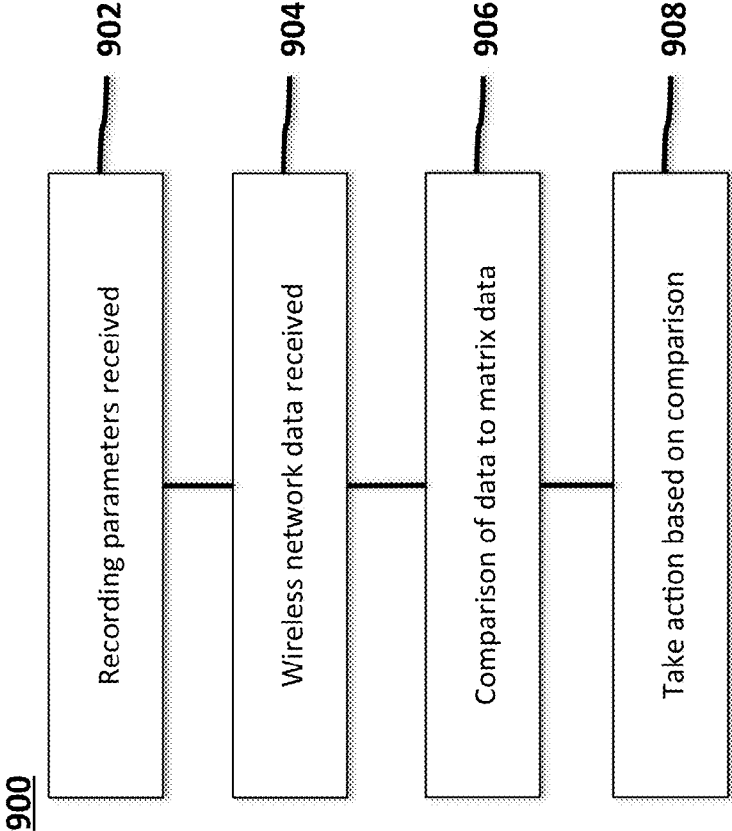 900
Recording parameters received
902
Wireless network data received
904
Comparison of data to matrix data
906
Take action based on comparison
908